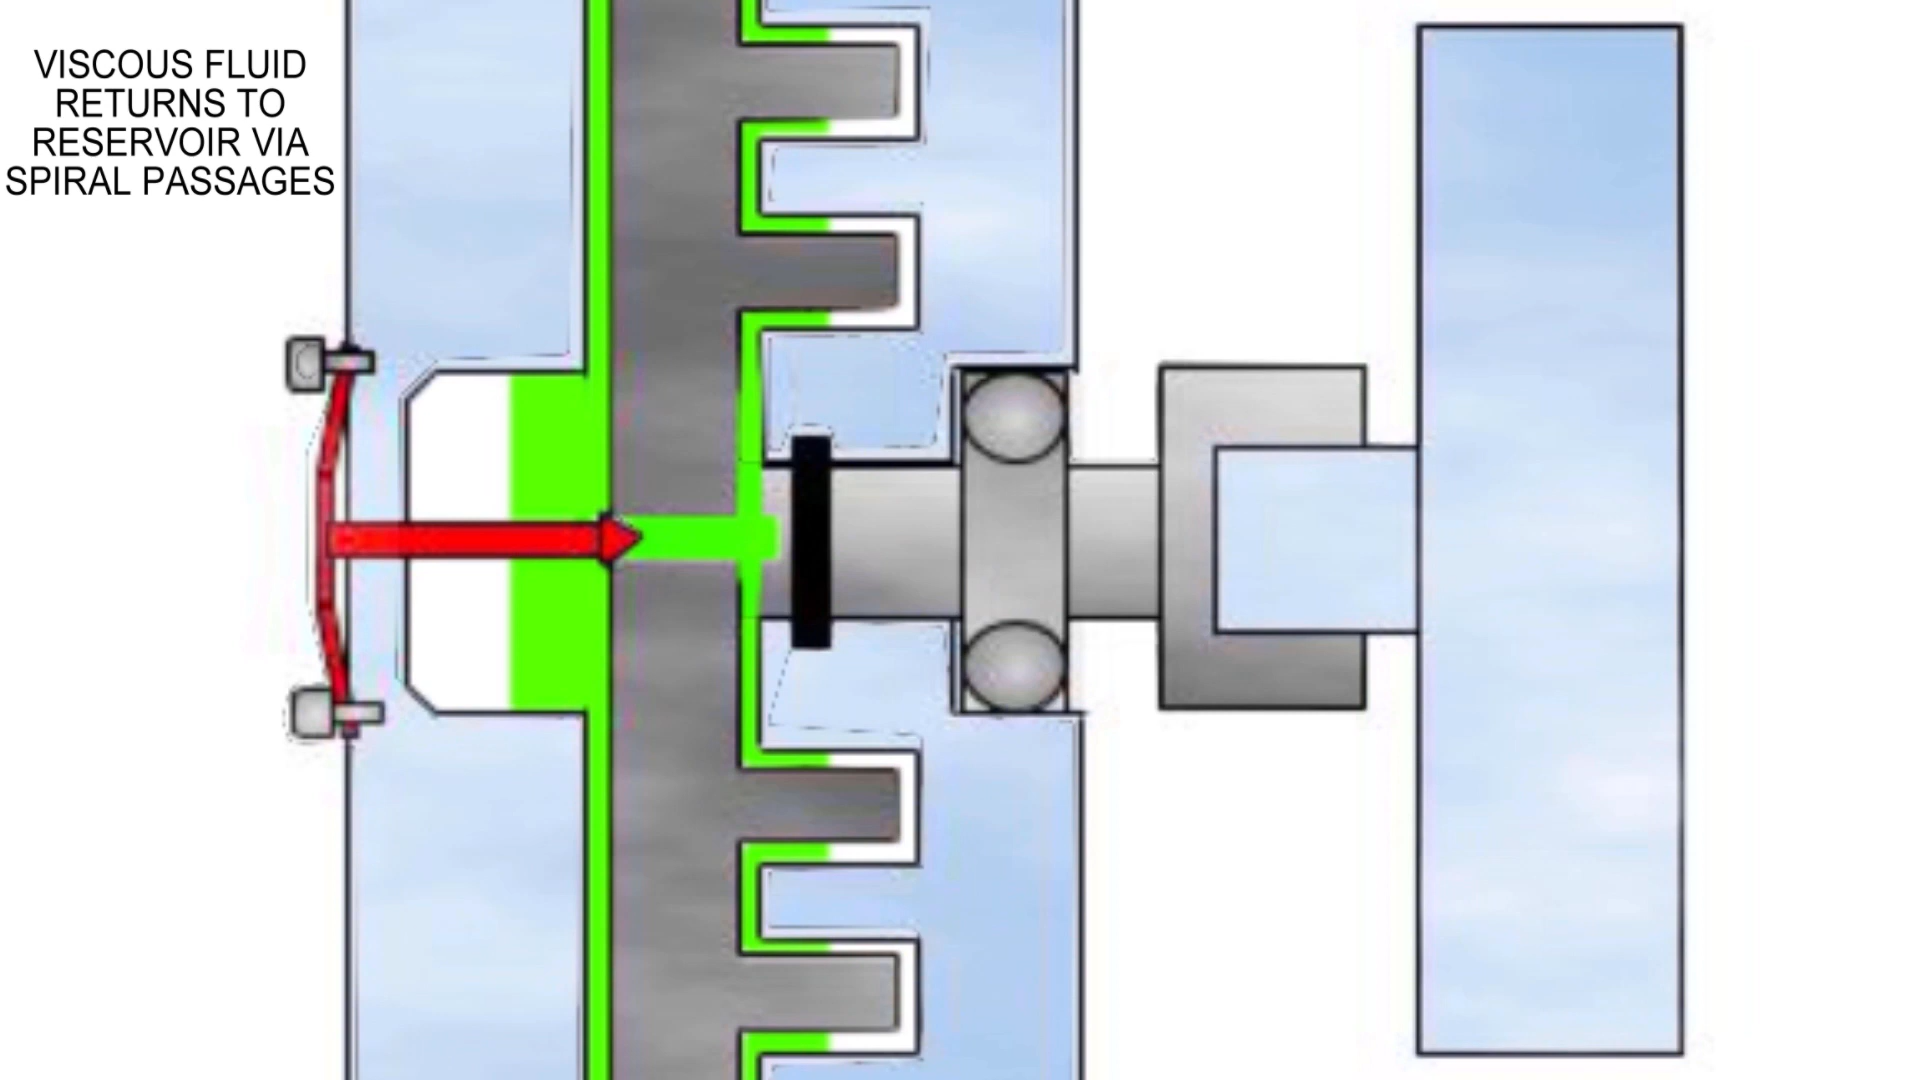 VISCOUS FLUID
RETURNS TO
RESERVOIR VIA
SPIRAL PASSAGES